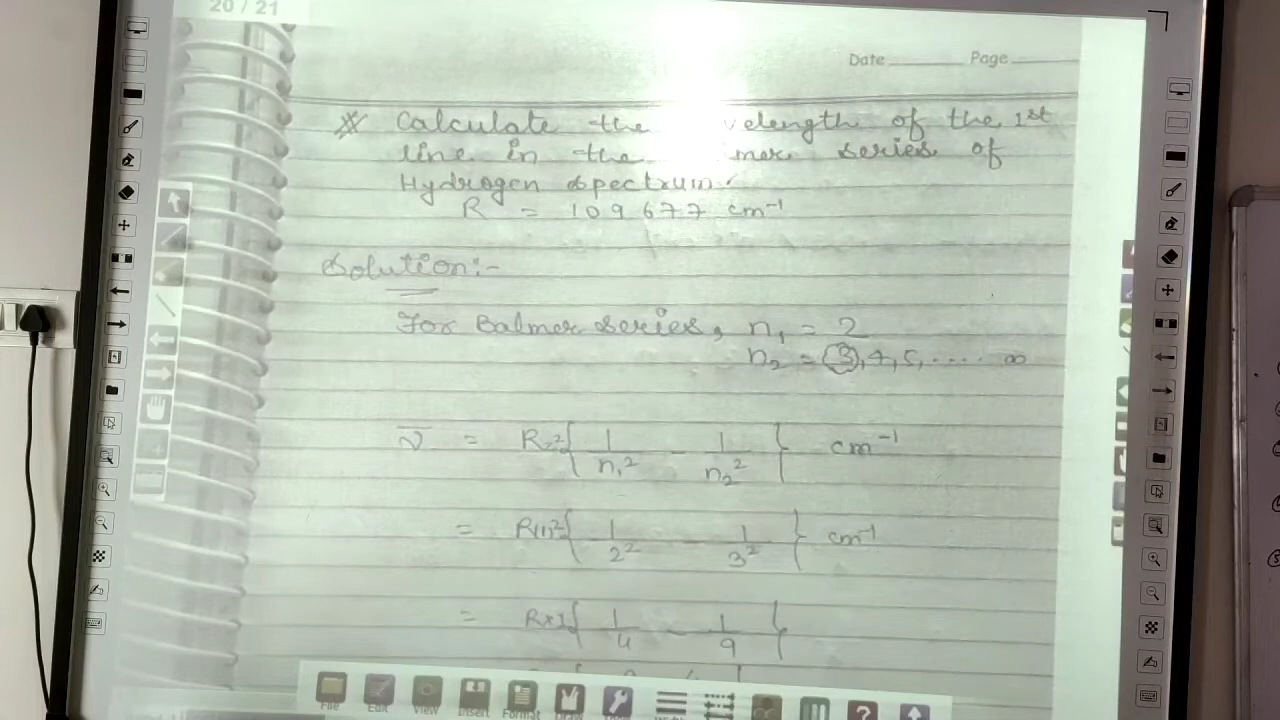 20 / 21
Date Page
Calculate the velength of the 1st
line in the mer series of
Hydrogen spectrum.
R = 109677 cm⁻¹
Solution:-
For Balmer series, n₁ = 2
n₂ = 3, 4, 5, ..... ∞
ν̅ = Rz² { 1/n₁² - 1/n₂² } cm⁻¹
= R(1)² { 1/2² - 1/3² } cm⁻¹
= R×1 { 1/4 - 1/9 }
File Edit View Insert Format Draw Tools